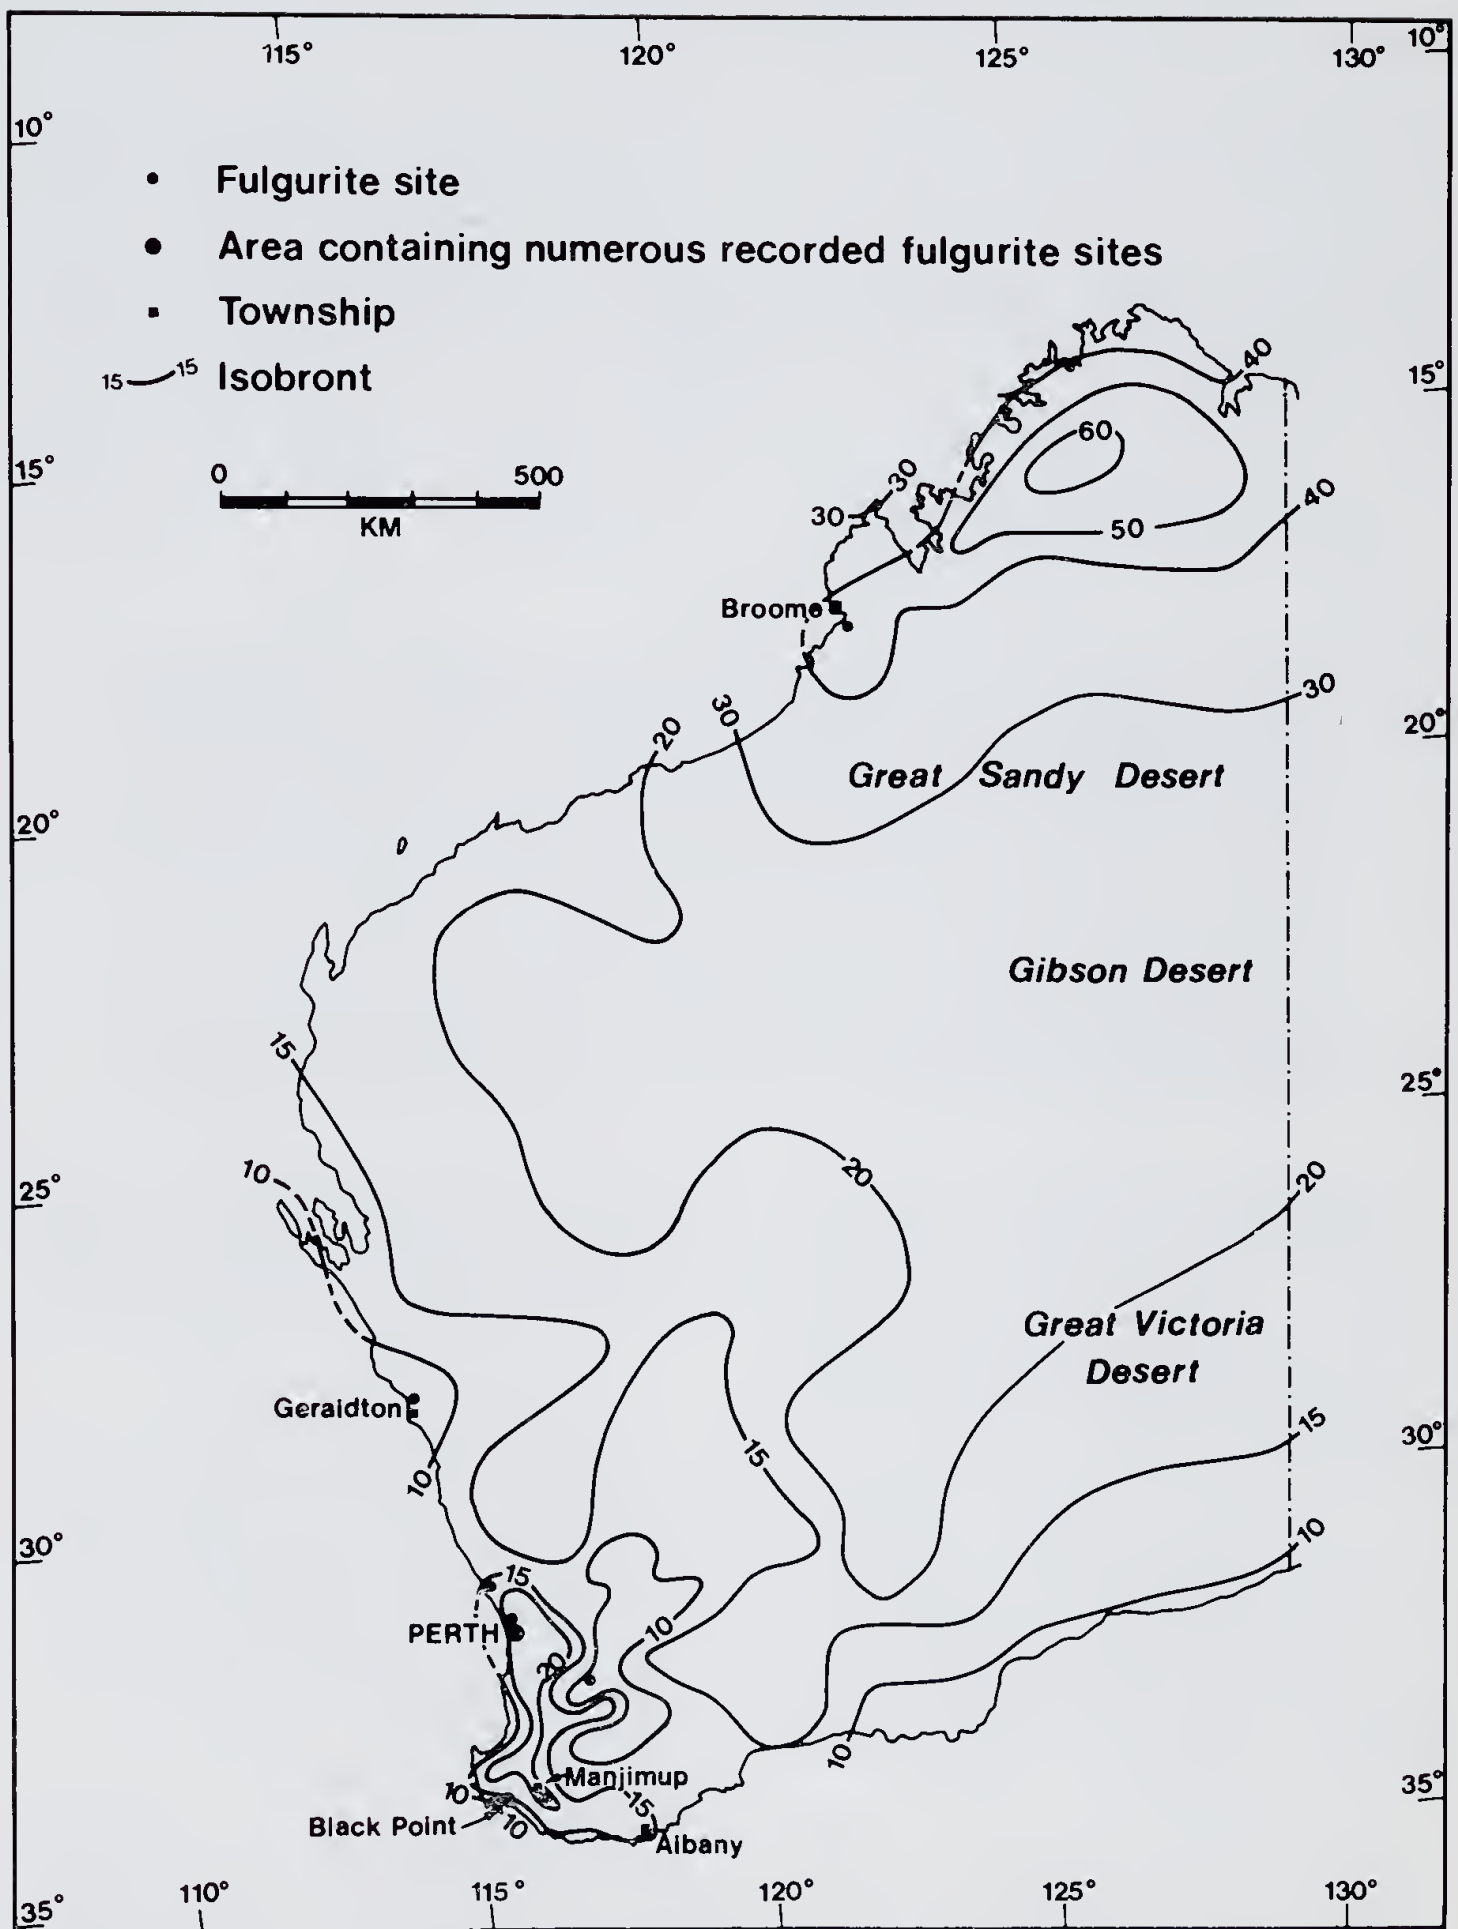 115° 120° 125° 130° 10°
10°
Fulgurite site
Area containing numerous recorded fulgurite sites
Township
15 15 Isobront
40
15°
60
15°
0 500
KM
30
30
40
50
Broome
30
20 30
20°
Great Sandy Desert
20°
Gibson Desert
15
25°
10
25°
20
20
Great Victoria
Desert
Geraldton
15
30°
15
10
30°
10
15
PERTH
10
20
10
Manjimup
10
15
35°
Black Point
10
Albany
110° 115° 120° 125° 130°
35°